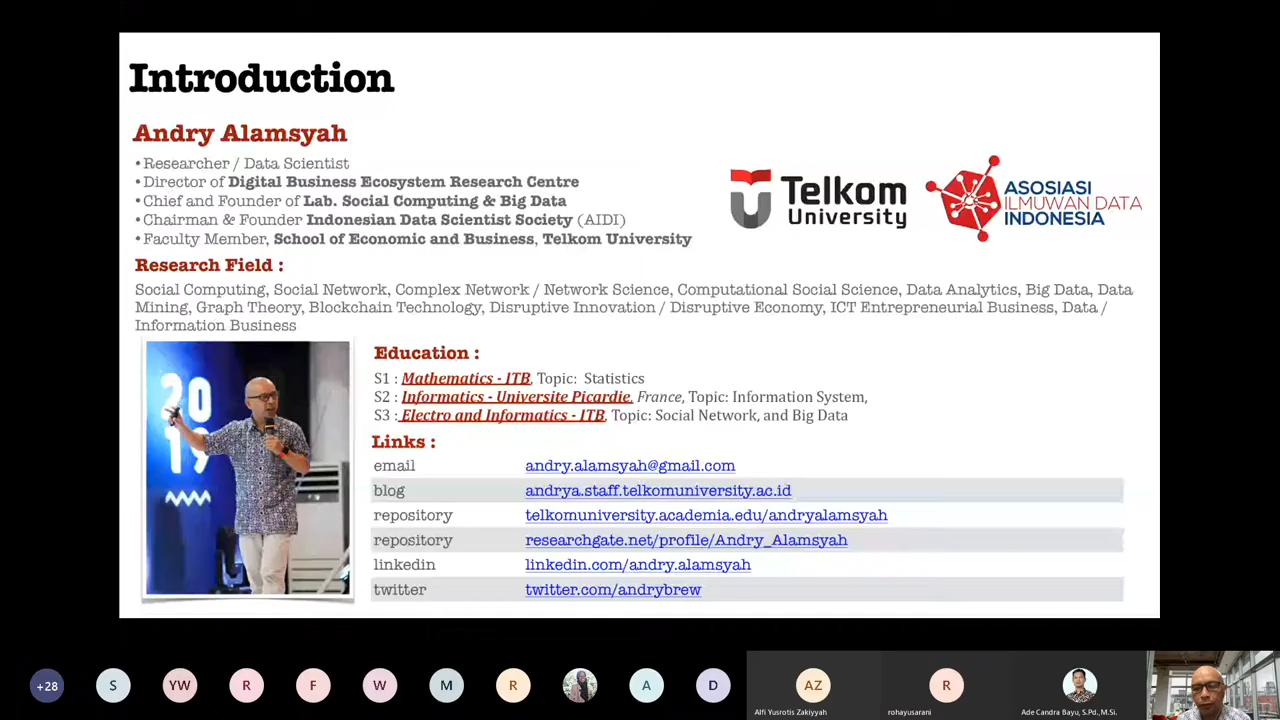 Introduction
Andry Alamsyah
• Researcher / Data Scientist
• Director of Digital Business Ecosystem Research Centre
• Chief and Founder of Lab. Social Computing & Big Data
• Chairman & Founder Indonesian Data Scientist Society (AIDI)
• Faculty Member, School of Economic and Business, Telkom University
Telkom
University
ASOSIASI
ILMUWAN DATA
INDONESIA
Research Field :
Social Computing, Social Network, Complex Network / Network Science, Computational Social Science, Data Analytics, Big Data, Data
Mining, Graph Theory, Blockchain Technology, Disruptive Innovation / Disruptive Economy, ICT Entrepreneurial Business, Data /
Information Business
20
19
Education :
S1 : Mathematics - ITB, Topic: Statistics
S2 : Informatics - Universite Picardie, France, Topic: Information System,
S3 : Electro and Informatics - ITB, Topic: Social Network, and Big Data
Links :
email andry.alamsyah@gmail.com
blog andrya.staff.telkomuniversity.ac.id
repository telkomuniversity.academia.edu/andryalamsyah
repository researchgate.net/profile/Andry_Alamsyah
linkedin linkedin.com/andry.alamsyah
twitter twitter.com/andrybrew
+28 S YW R F W M R A D AZ R
Alfi Yusrotis Zakiyyah rohayusarani Ade Candra Bayu, S.Pd., M.Si.